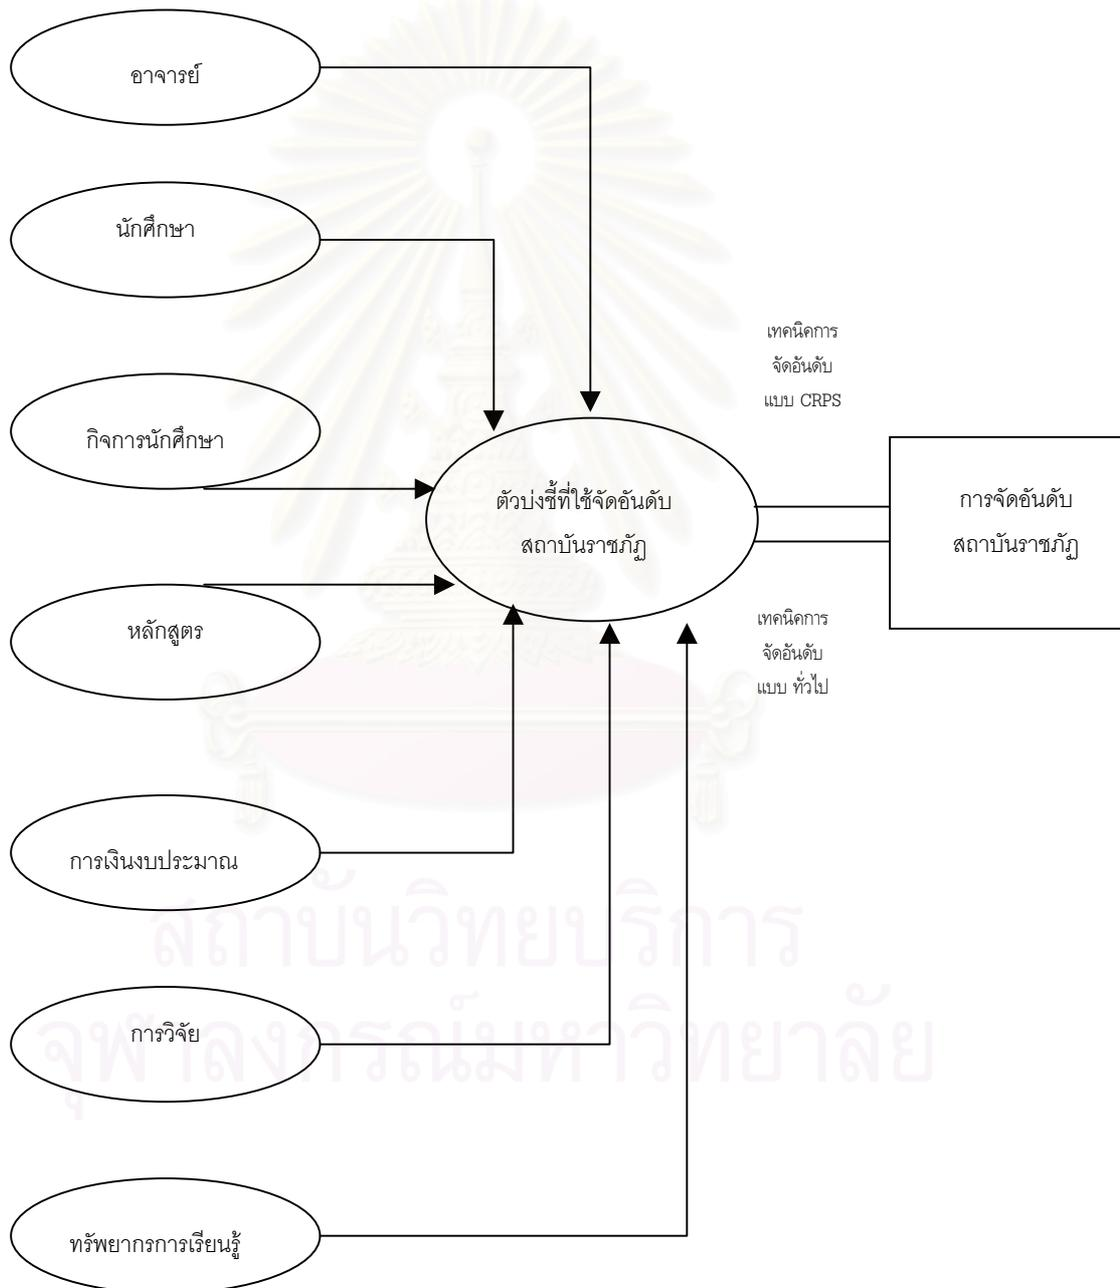 อาจารย์
นักศึกษา
กิจการนักศึกษา
หลักสูตร
การเงินงบประมาณ
การวิจัย
ทรัพยากรการเรียนรู้
ตัวบ่งชี้ที่ใช้จัดอันดับ
สถาบันราชภัฏ
เทคนิคการ
จัดอันดับ
แบบ CRPS
เทคนิคการ
จัดอันดับ
แบบ ทั่วไป
การจัดอันดับ
สถาบันราชภัฏ
สถาบันวิทยบริการ
จุฬาลงกรณ์มหาวิทยาลัย